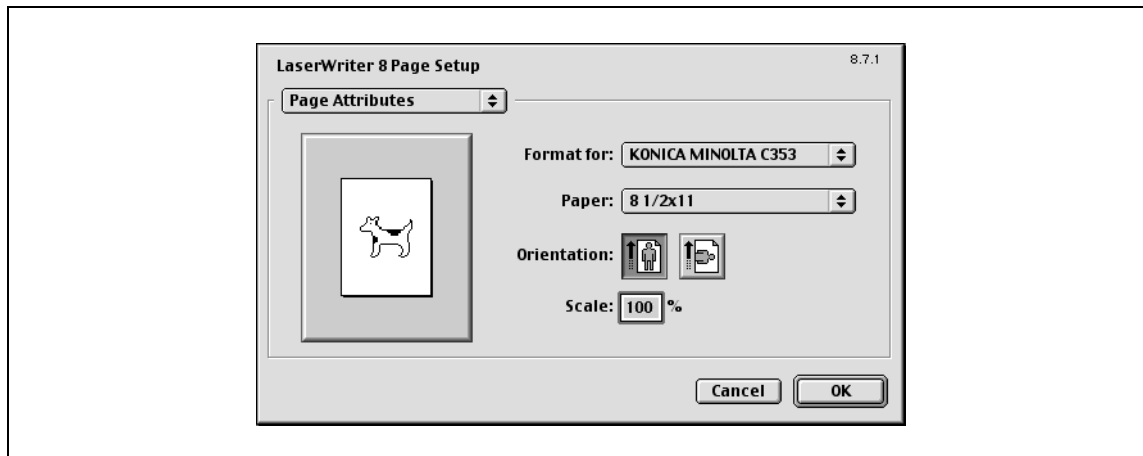 LaserWriter 8 Page Setup
8.7.1
Page Attributes
Format for: KONICA MINOLTA C353
Paper: 8 1/2x11
Orientation:
Scale: 100 %
Cancel
OK